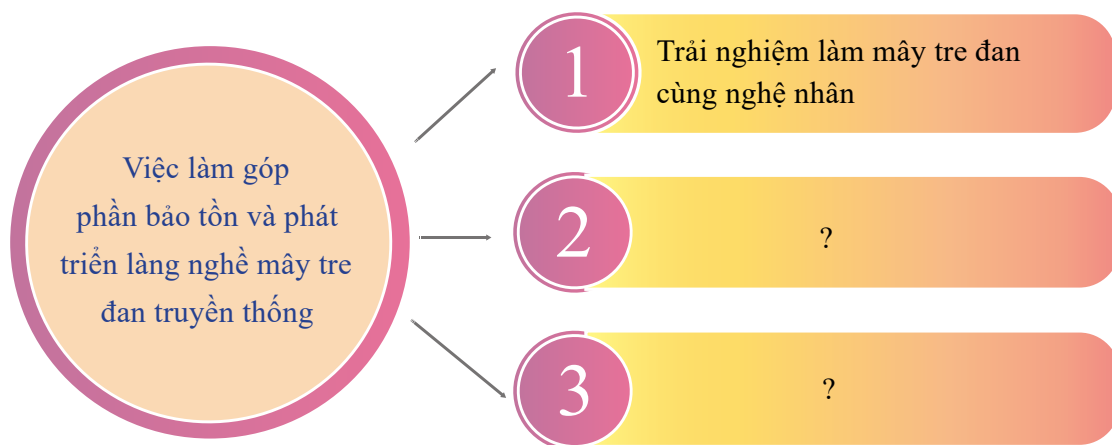 Việc làm góp
phần bảo tồn và phát
triển làng nghề mây tre
đan truyền thống
1
Trải nghiệm làm mây tre đan
cùng nghệ nhân
2
?
3
?